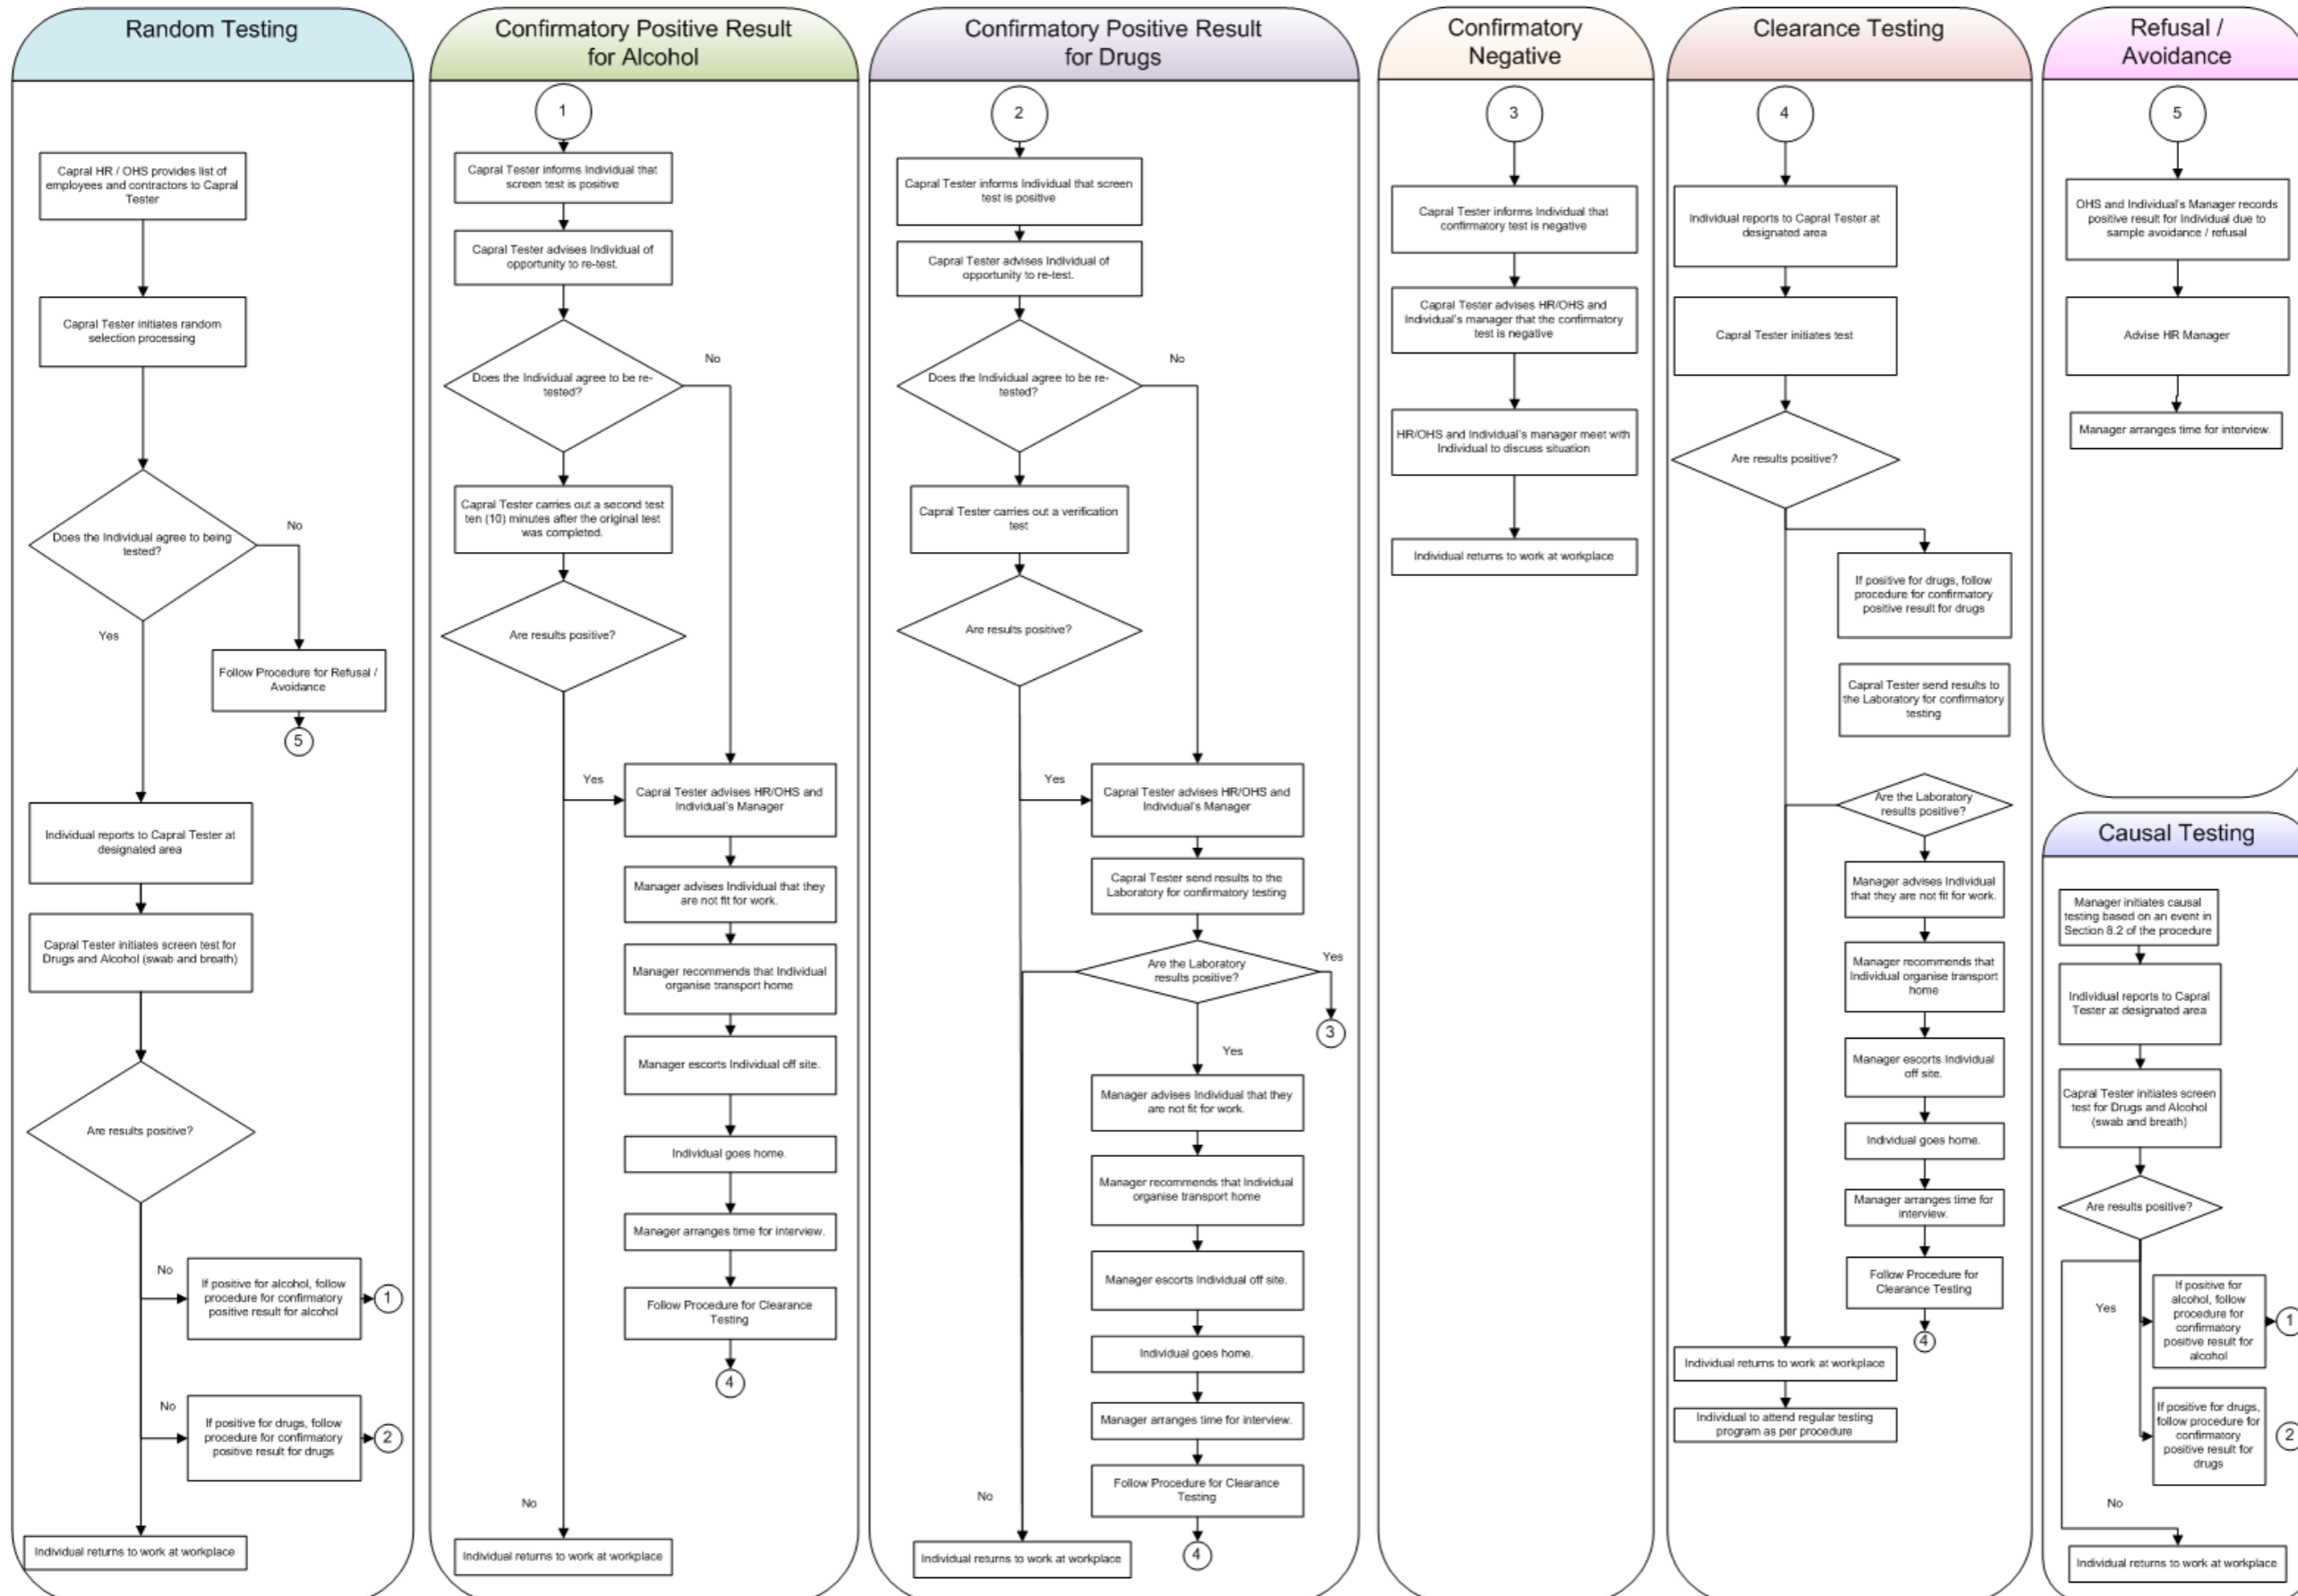 Random Testing
Capral HR / OHS provides list of
employees and contractors to Capral
Tester
Capral Tester initiates random
selection processing
Does the Individual agree to being
tested?
No
Yes
Follow Procedure for Refusal /
Avoidance
5
Individual reports to Capral Tester at
designated area
Capral Tester initiates screen test for
Drugs and Alcohol (swab and breath)
Are results positive?
No
If positive for alcohol, follow
procedure for confirmatory
positive result for alcohol
1
No
If positive for drugs, follow
procedure for confirmatory
positive result for drugs
2
Individual returns to work at workplace
Confirmatory Positive Result
for Alcohol
1
Capral Tester informs Individual that
screen test is positive
Capral Tester advises Individual of
opportunity to re-test.
No
Does the Individual agree to be re-
tested?
Capral Tester carries out a second test
ten (10) minutes after the original test
was completed.
Are results positive?
Yes
Capral Tester advises HR/OHS and
Individual's Manager
Manager advises Individual that they
are not fit for work.
Manager recommends that Individual
organise transport home
Manager escorts Individual off site.
Individual goes home.
Manager arranges time for interview.
Follow Procedure for Clearance
Testing
4
No
Individual returns to work at workplace
Confirmatory Positive Result
for Drugs
2
Capral Tester informs Individual that screen
test is positive
Capral Tester advises Individual of
opportunity to re-test.
No
Does the Individual agree to be re-
tested?
Capral Tester carries out a verification
test
Are results positive?
Yes
Capral Tester advises HR/OHS and
Individual's Manager
Capral Tester send results to the
Laboratory for confirmatory testing
Are the Laboratory
results positive?
Yes
3
Yes
Manager advises Individual that they
are not fit for work.
Manager recommends that Individual
organise transport home
Manager escorts Individual off site.
Individual goes home.
Manager arranges time for interview.
Follow Procedure for Clearance
Testing
4
No
Individual returns to work at workplace
Confirmatory
Negative
3
Capral Tester informs Individual that
confirmatory test is negative
Capral Tester advises HR/OHS and
Individual's manager that the confirmatory
test is negative
HR/OHS and Individual's manager meet with
Individual to discuss situation
Individual returns to work at workplace
Clearance Testing
4
Individual reports to Capral Tester at
designated area
Capral Tester initiates test
Are results positive?
If positive for drugs, follow
procedure for confirmatory
positive result for drugs
Capral Tester send results to
the Laboratory for confirmatory
testing
Are the Laboratory
results positive?
Manager advises Individual
that they are not fit for work.
Manager recommends that
Individual organise transport
home
Manager escorts Individual
off site.
Individual goes home.
Manager arranges time for
interview.
Follow Procedure for
Clearance Testing
4
Individual returns to work at workplace
Individual to attend regular testing
program as per procedure
Refusal /
Avoidance
5
OHS and Individual's Manager records
positive result for Individual due to
sample avoidance / refusal
Advise HR Manager
Manager arranges time for interview.
Causal Testing
Manager initiates causal
testing based on an event in
Section 8.2 of the procedure
Individual reports to Capral
Tester at designated area
Capral Tester initiates screen
test for Drugs and Alcohol
(swab and breath)
Are results positive?
Yes
If positive for
alcohol, follow
procedure for
confirmatory
positive result for
alcohol
1
If positive for drugs,
follow procedure for
confirmatory
positive result for
drugs
2
No
Individual returns to work at workplace